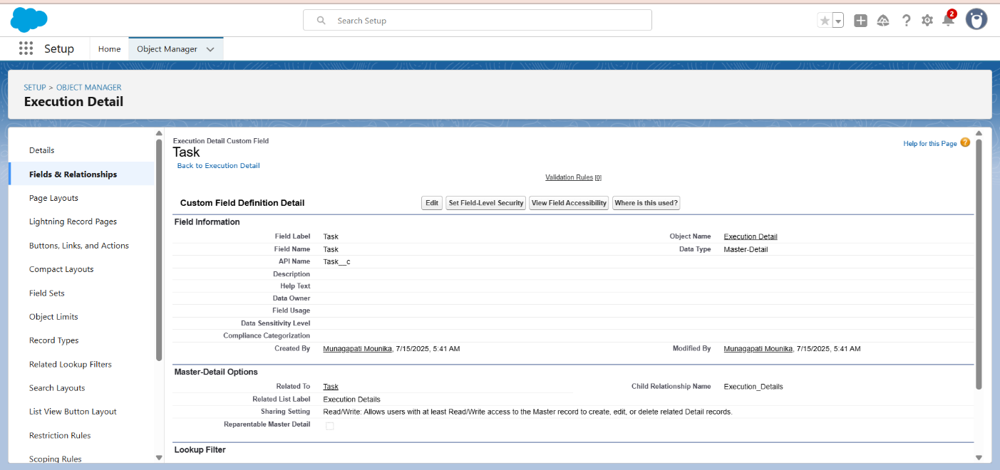 Search Setup
2
Setup
Home
Object Manager
SETUP > OBJECT MANAGER
Execution Detail
Details
Fields & Relationships
Page Layouts
Lightning Record Pages
Buttons, Links, and Actions
Compact Layouts
Field Sets
Object Limits
Record Types
Related Lookup Filters
Search Layouts
List View Button Layout
Restriction Rules
Scoping Rules
Execution Detail Custom Field
Task
Back to Execution Detail
Help for this Page ?
Validation Rules [0]
Custom Field Definition Detail Edit Set Field-Level Security View Field Accessibility Where is this used?
Field Information
Field Label Task Object Name Execution Detail
Field Name Task Data Type Master-Detail
API Name Task__c
Description
Help Text
Data Owner
Field Usage
Data Sensitivity Level
Compliance Categorization
Created By Munagapati Mounika, 7/15/2025, 5:41 AM Modified By Munagapati Mounika, 7/15/2025, 5:41 AM
Master-Detail Options
Related To Task Child Relationship Name Execution_Details
Related List Label Execution Details
Sharing Setting Read/Write: Allows users with at least Read/Write access to the Master record to create, edit, or delete related Detail records.
Reparentable Master Detail
Lookup Filter